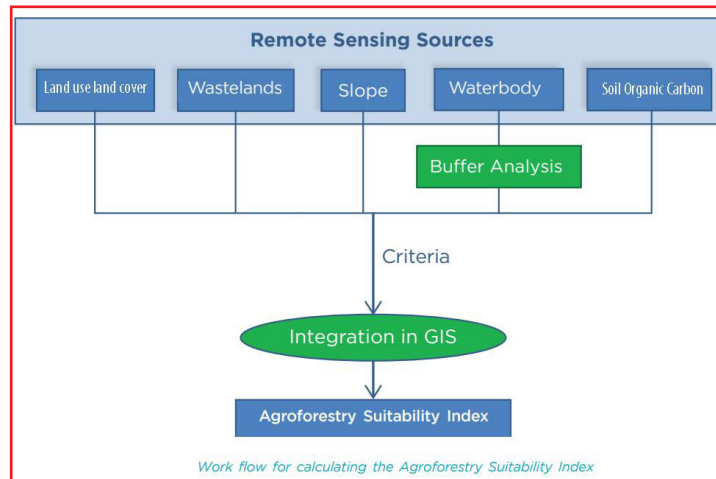 Remote Sensing Sources
Land use land cover
Wastelands
Slope
Waterbody
Soil Organic Carbon
Buffer Analysis
Criteria
Integration in GIS
Agroforestry Suitability Index
Work flow for calculating the Agroforestry Suitability Index